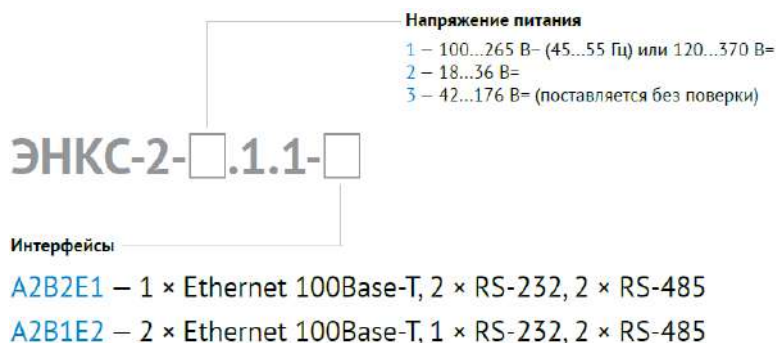 Напряжение питания
1 – 100...265 В~ (45...55 Гц) или 120...370 В=
2 – 18...36 В=
3 – 42...176 В= (поставляется без поверки)
ЭНКС-2-□.1.1-□
Интерфейсы
A2B2E1 – 1 × Ethernet 100Base-T, 2 × RS-232, 2 × RS-485
A2B1E2 – 2 × Ethernet 100Base-T, 1 × RS-232, 2 × RS-485